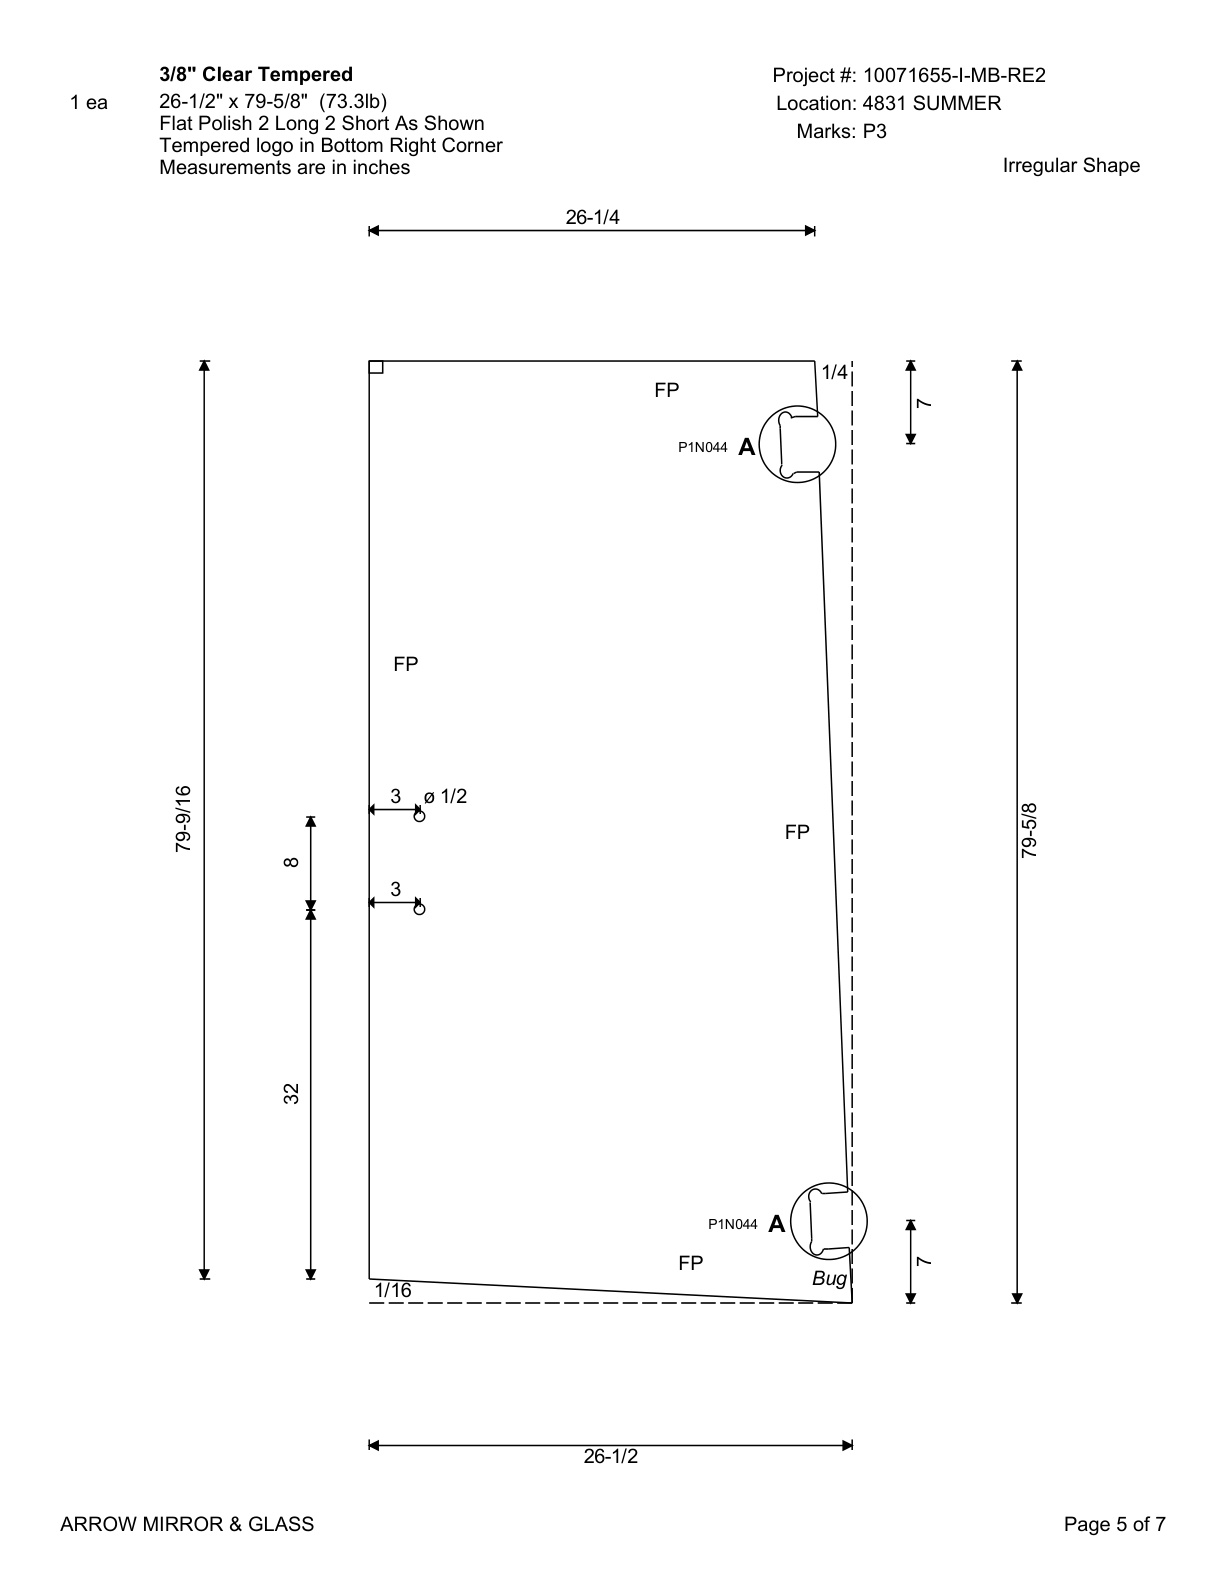 3/8" Clear Tempered
1 ea
26-1/2" x 79-5/8" (73.3lb)
Flat Polish 2 Long 2 Short As Shown
Tempered logo in Bottom Right Corner
Measurements are in inches
Project #: 10071655-I-MB-RE2
Location: 4831 SUMMER
Marks: P3
Irregular Shape
26-1/4
1/4
FP
7
P1N044 A
FP
3
ø 1/2
79-9/16
8
FP
79-5/8
3
32
P1N044 A
FP
7
Bug
1/16
26-1/2
ARROW MIRROR & GLASS
Page 5 of 7